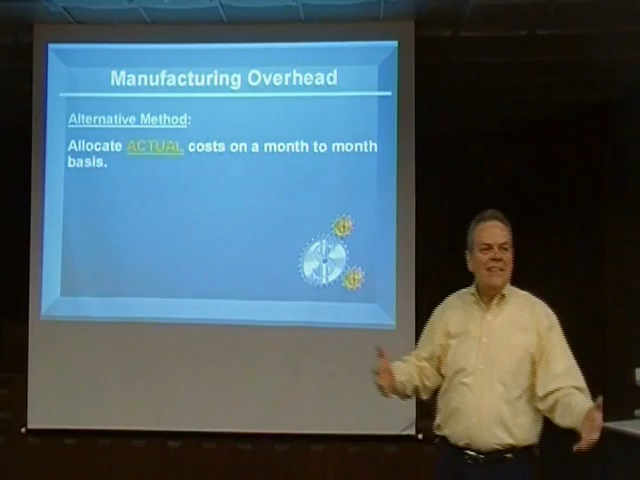 Manufacturing Overhead
Alternative Method:
Allocate ACTUAL costs on a month to month
basis.